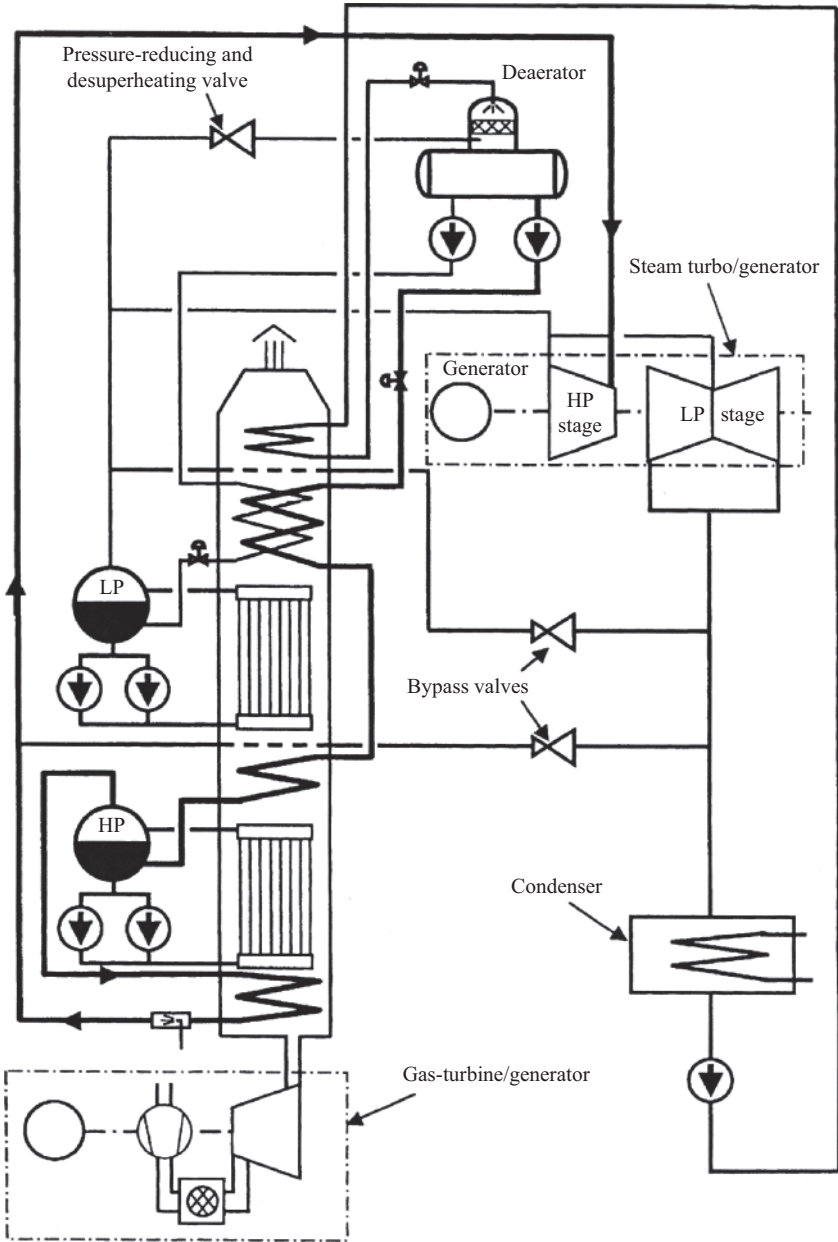 Pressure-reducing and
desuperheating valve
Deaerator
Steam turbo/generator
Generator
HP
stage
LP stage
LP
Bypass valves
HP
Condenser
Gas-turbine/generator